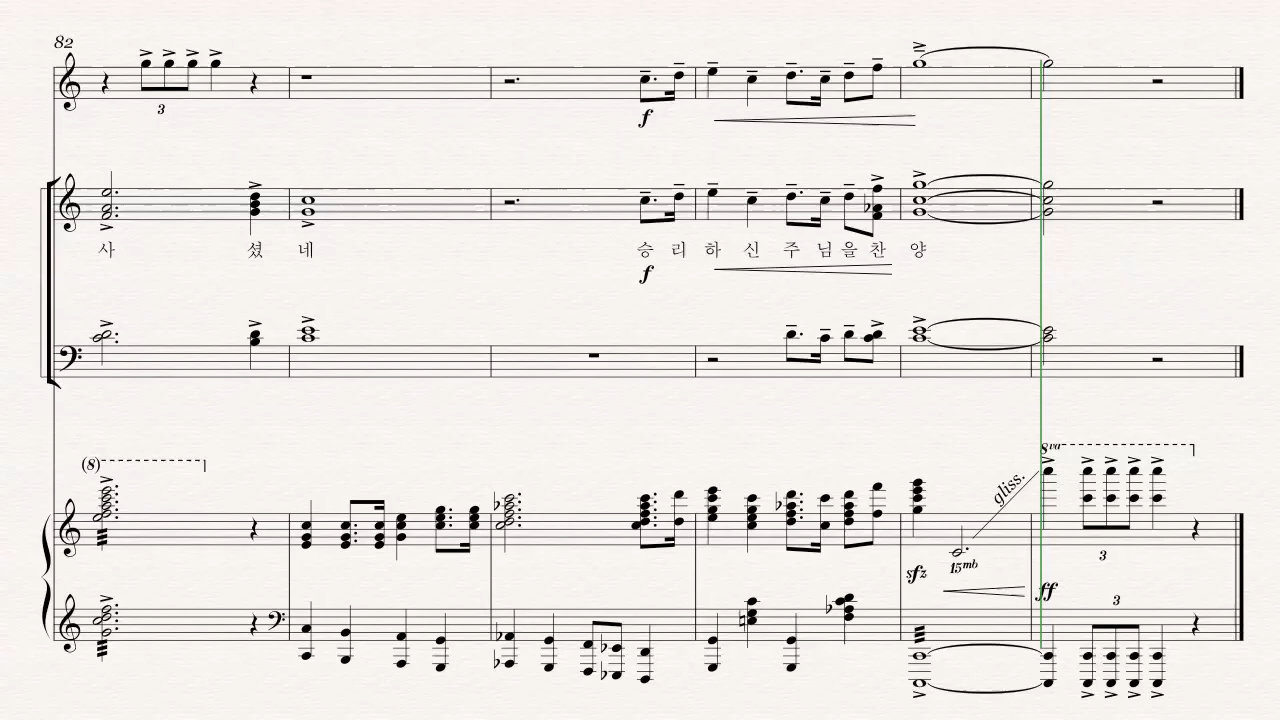 82
3
f
사 셨 네 승 리 하 신 주 님 을 찬 양
f
(8) 8va
gliss.
3
sfz 15mb
ff
3